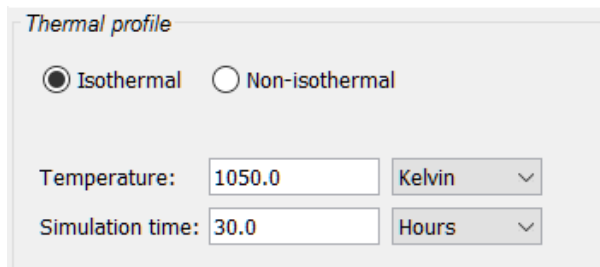 Thermal profile
Isothermal Non-isothermal
Temperature: 1050.0 Kelvin
Simulation time: 30.0 Hours